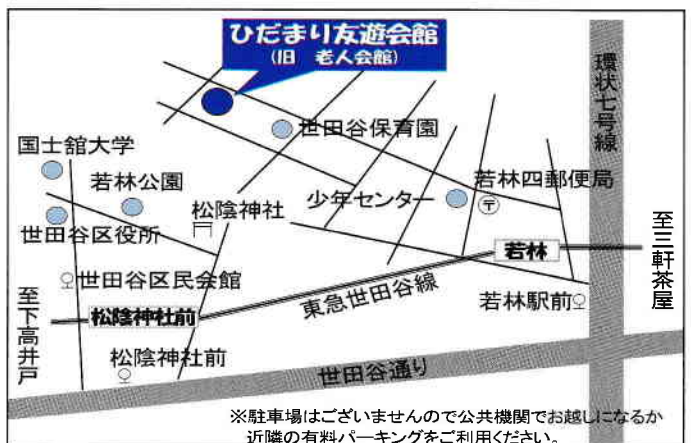 ひだまり友遊会館
(旧 老人会館)
環状七号線
世田谷保育園
国士舘大学
若林公園
若林四郵便局
少年センター
〒
松陰神社
世田谷区役所
至三軒茶屋
若林
世田谷区民会館
東急世田谷線
若林駅前
至下高井戸
松陰神社前
松陰神社前
世田谷通り
※駐車場はございませんので公共機関でお越しになるか
近隣の有料パーキングをご利用ください。